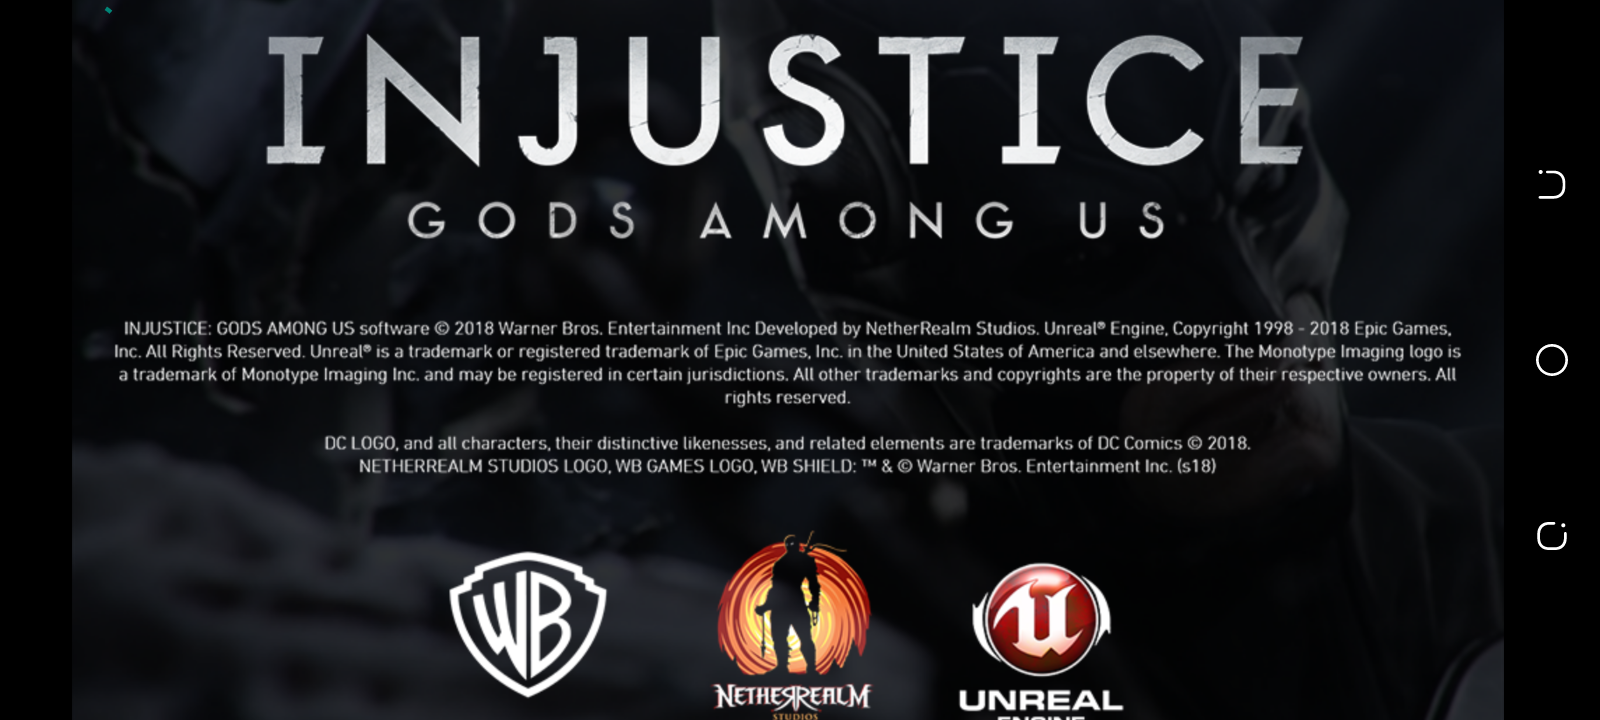 INJUSTICE
GODS AMONG US
INJUSTICE: GODS AMONG US software © 2018 Warner Bros. Entertainment Inc Developed by NetherRealm Studios. Unreal® Engine, Copyright 1998 - 2018 Epic Games,
Inc. All Rights Reserved. Unreal® is a trademark or registered trademark of Epic Games, Inc. in the United States of America and elsewhere. The Monotype Imaging logo is
a trademark of Monotype Imaging Inc. and may be registered in certain jurisdictions. All other trademarks and copyrights are the property of their respective owners. All
rights reserved.
DC LOGO, and all characters, their distinctive likenesses, and related elements are trademarks of DC Comics © 2018.
NETHERREALM STUDIOS LOGO, WB GAMES LOGO, WB SHIELD: ™ & © Warner Bros. Entertainment Inc. (s18)
WB
NETHERREALM
STUDIOS
UNREAL
ENGINE